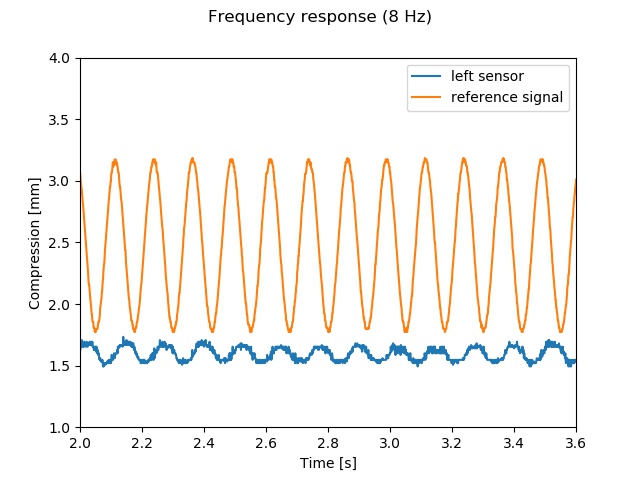 Frequency response (8 Hz)
left sensor
reference signal
4.0
3.5
3.0
2.5
2.0
1.5
1.0
Compression [mm]
2.0 2.2 2.4 2.6 2.8 3.0 3.2 3.4 3.6
Time [s]